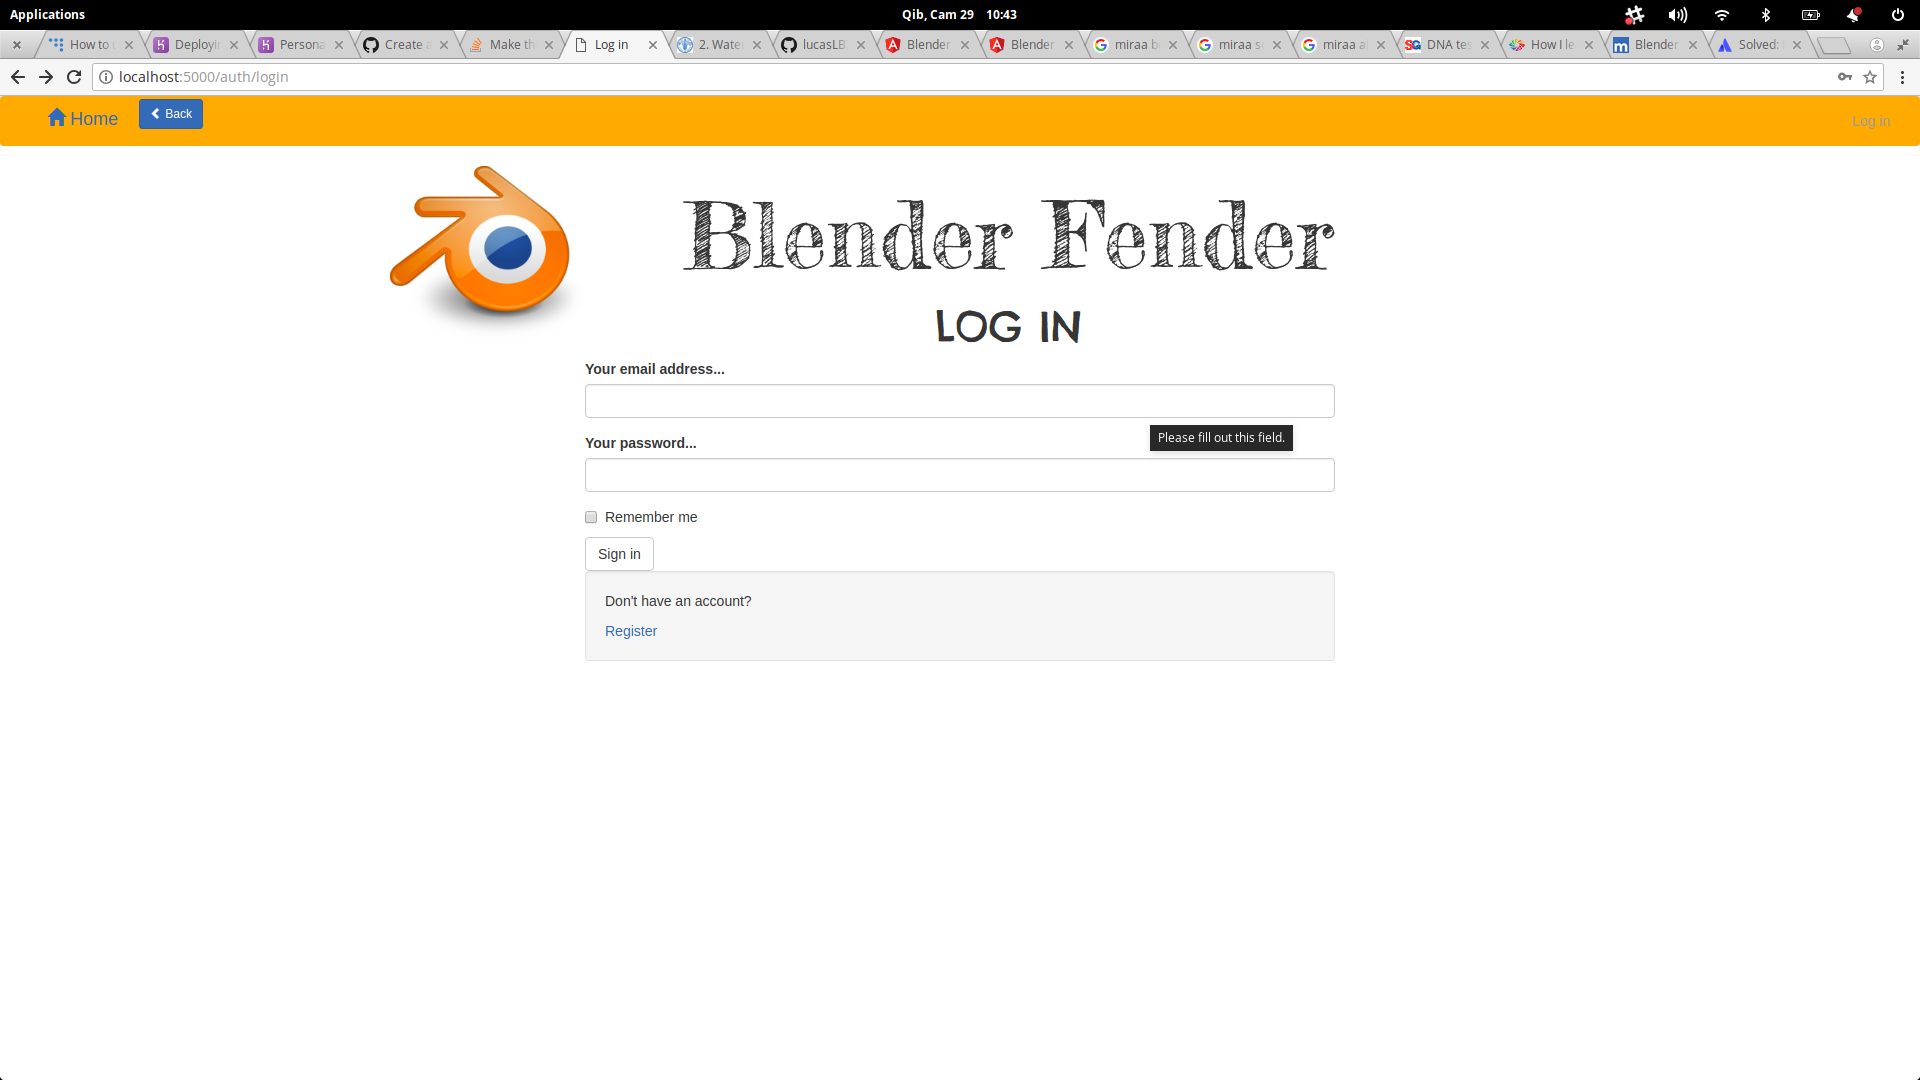 Applications
Qib, Cam 29 10:43
How to
Deployi
Persona
Create a
Make th
Log in
2. Water
lucasLB
Blender
Blender
miraa b
miraa s
miraa a
DNA tes
How I le
Blender
Solved:
localhost:5000/auth/login
Home
Back
Log in
Blender Fender
LOG IN
Your email address...
Please fill out this field.
Your password...
Remember me
Sign in
Don't have an account?
Register